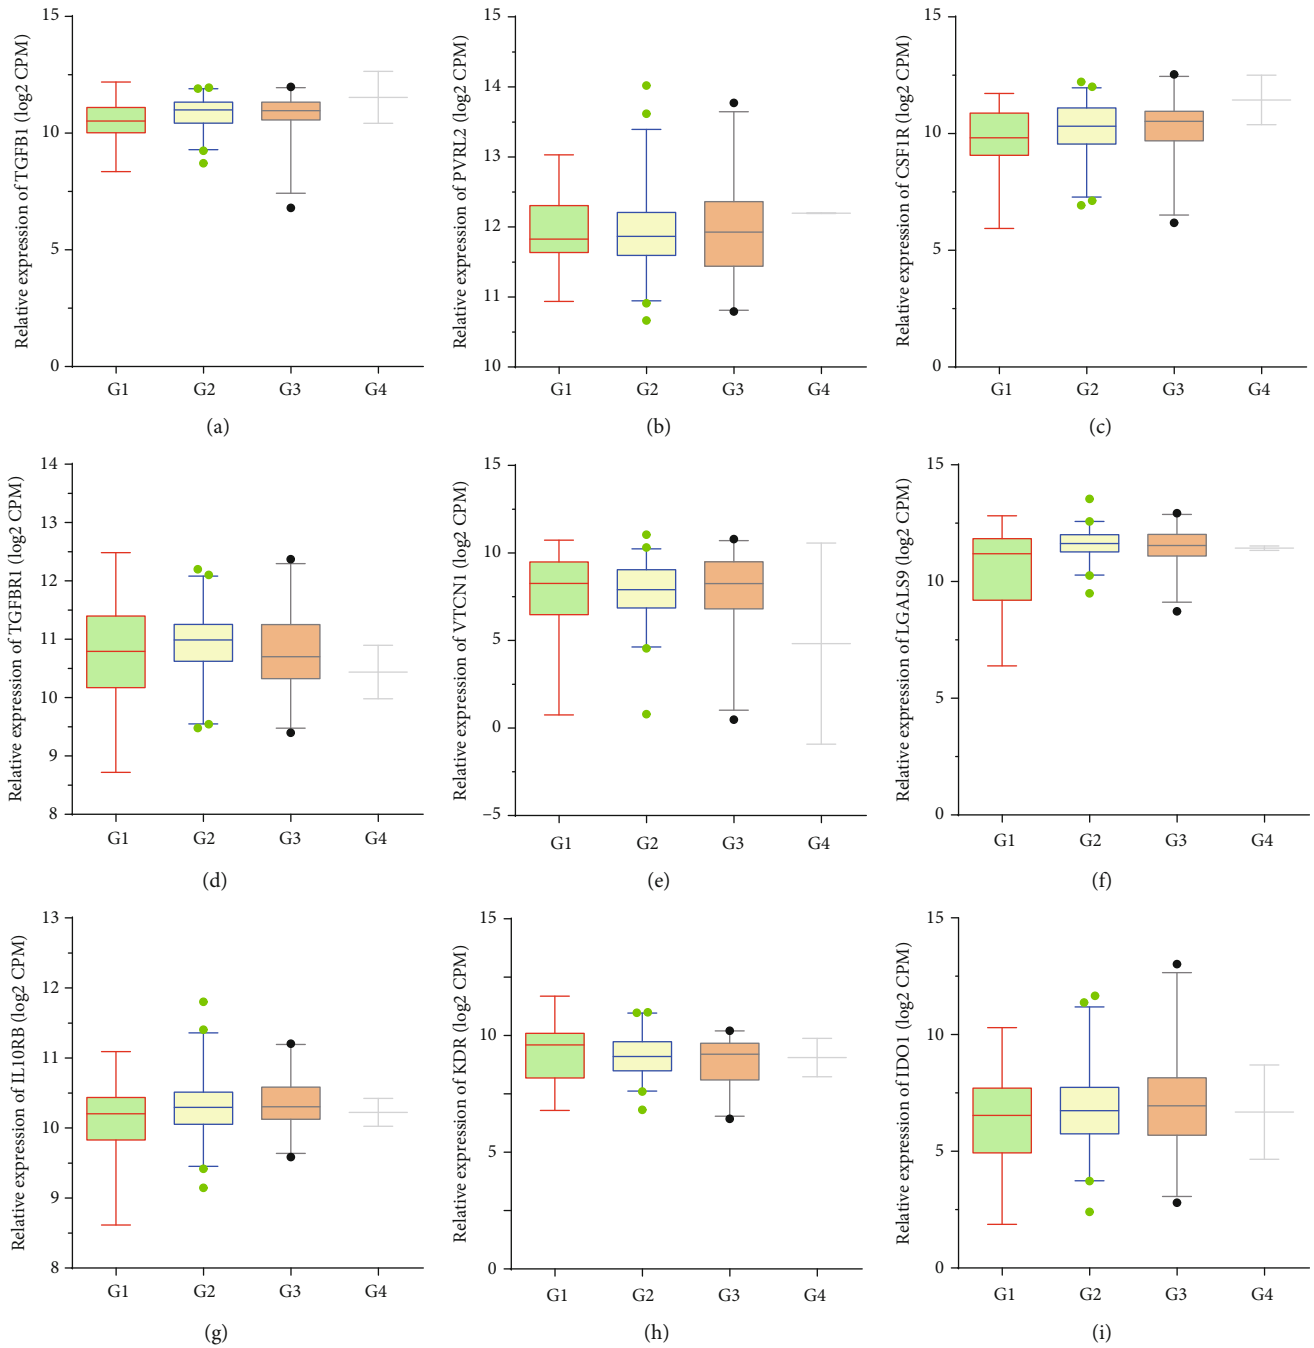 Relative expression of TGFB1 (log2 CPM)
15
10
5
0
G1 G2 G3 G4
(a)
Relative expression of PVRL2 (log2 CPM)
15
14
13
12
11
10
G1 G2 G3 G4
(b)
Relative expression of CSF1R (log2 CPM)
15
10
5
0
G1 G2 G3 G4
(c)
Relative expression of TGFBR1 (log2 CPM)
14
13
12
11
10
9
8
G1 G2 G3 G4
(d)
Relative expression of VTCN1 (log2 CPM)
15
10
5
0
−5
G1 G2 G3 G4
(e)
Relative expression of LGALS9 (log2 CPM)
15
10
5
0
G1 G2 G3 G4
(f)
Relative expression of IL10RB (log2 CPM)
13
12
11
10
9
8
G1 G2 G3 G4
(g)
Relative expression of KDR (log2 CPM)
15
10
5
0
G1 G2 G3 G4
(h)
Relative expression of IDO1 (log2 CPM)
15
10
5
0
G1 G2 G3 G4
(i)